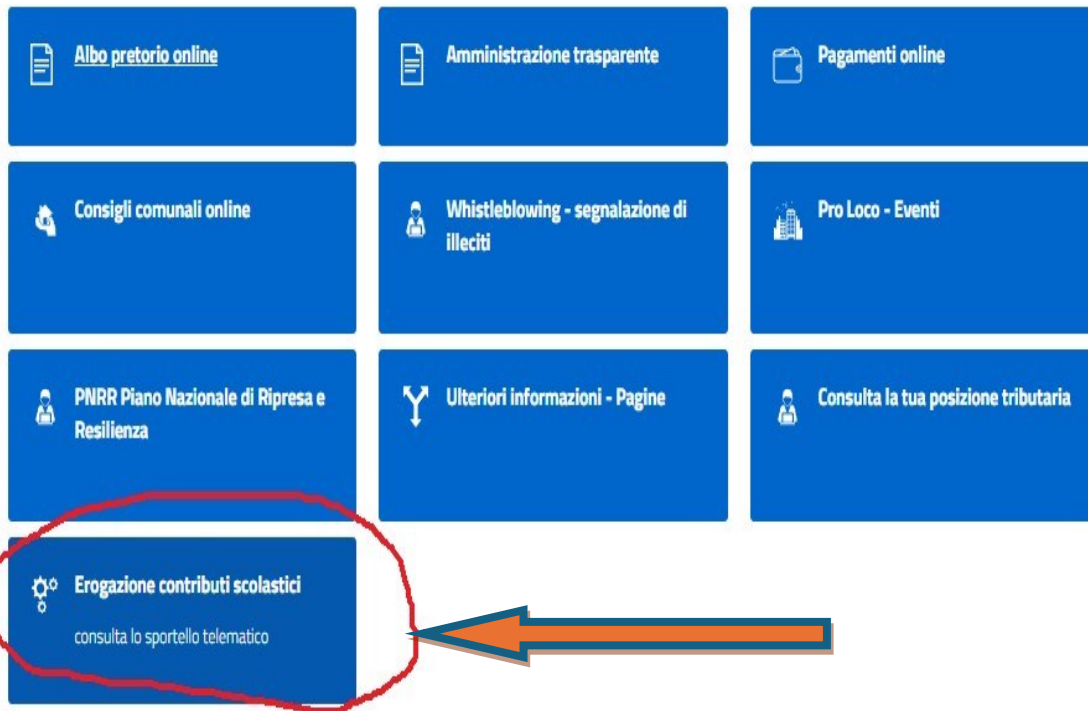 Albo pretorio online
Amministrazione trasparente
Pagamenti online
Consigli comunali online
Whistleblowing - segnalazione di
illeciti
Pro Loco - Eventi
PNRR Piano Nazionale di Ripresa e
Resilienza
Ulteriori informazioni - Pagine
Consulta la tua posizione tributaria
Erogazione contributi scolastici
consulta lo sportello telematico